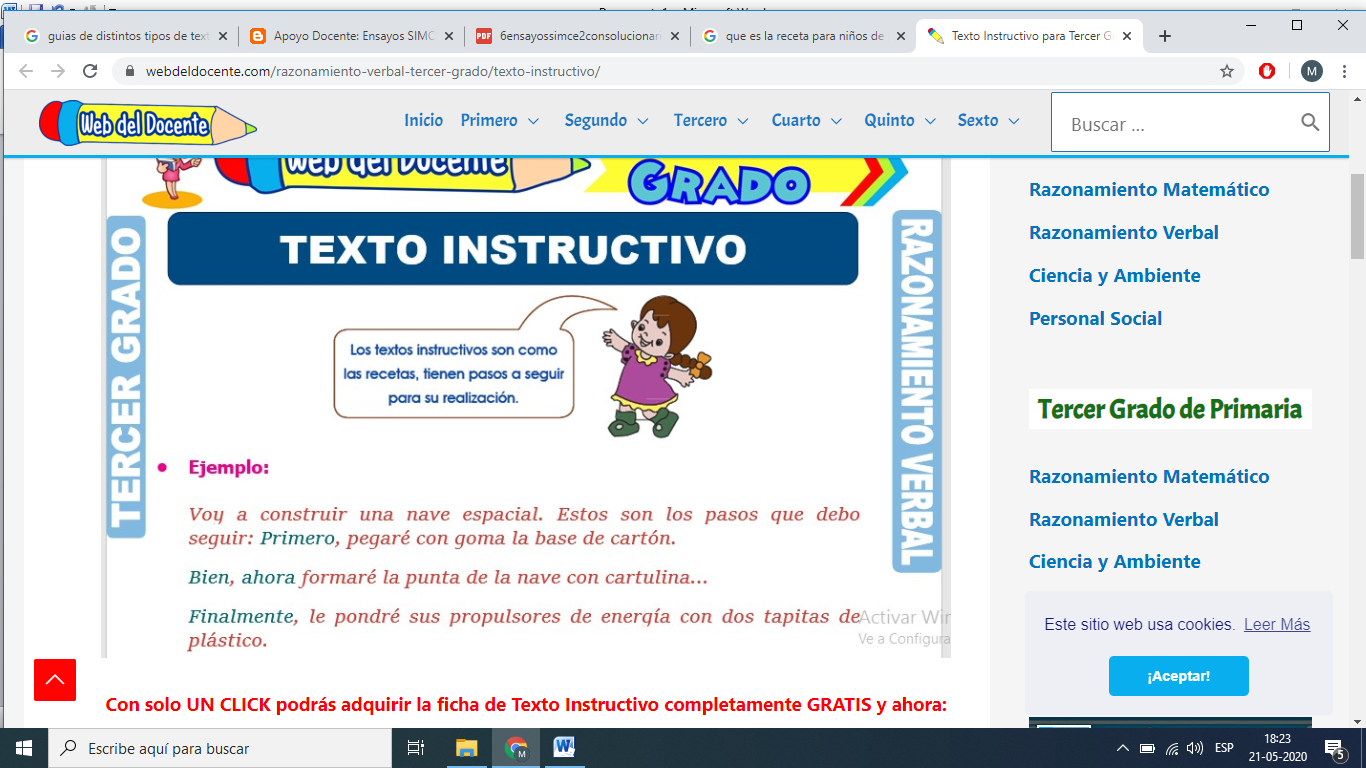 guias de distintos tipos de text
Apoyo Docente: Ensayos SIMC
PDF
6ensayossimce2consolucionari
que es la receta para niños de
Texto Instructivo para Tercer G
webdeldocente.com/razonamiento-verbal-tercer-grado/texto-instructivo/
M
Web del Docente
Inicio Primero Segundo Tercero Cuarto Quinto Sexto
Buscar ...
Web del Docente
GRADO
TERCER GRADO
TEXTO INSTRUCTIVO
RAZONAMIENTO VERBAL
Los textos instructivos son como
las recetas, tienen pasos a seguir
para su realización.
• Ejemplo:
Voy a construir una nave espacial. Estos son los pasos que debo
seguir: Primero, pegaré con goma la base de cartón.
Bien, ahora formaré la punta de la nave con cartulina...
Finalmente, le pondré sus propulsores de energía con dos tapitas de
plástico.
Activar Win
Ve a Configura
Con solo UN CLICK podrás adquirir la ficha de Texto Instructivo completamente GRATIS y ahora:
Razonamiento Matemático
Razonamiento Verbal
Ciencia y Ambiente
Personal Social
Tercer Grado de Primaria
Razonamiento Matemático
Razonamiento Verbal
Ciencia y Ambiente
Este sitio web usa cookies. Leer Más
¡Aceptar!
Escribe aquí para buscar
ESP
18:23
21-05-2020
5